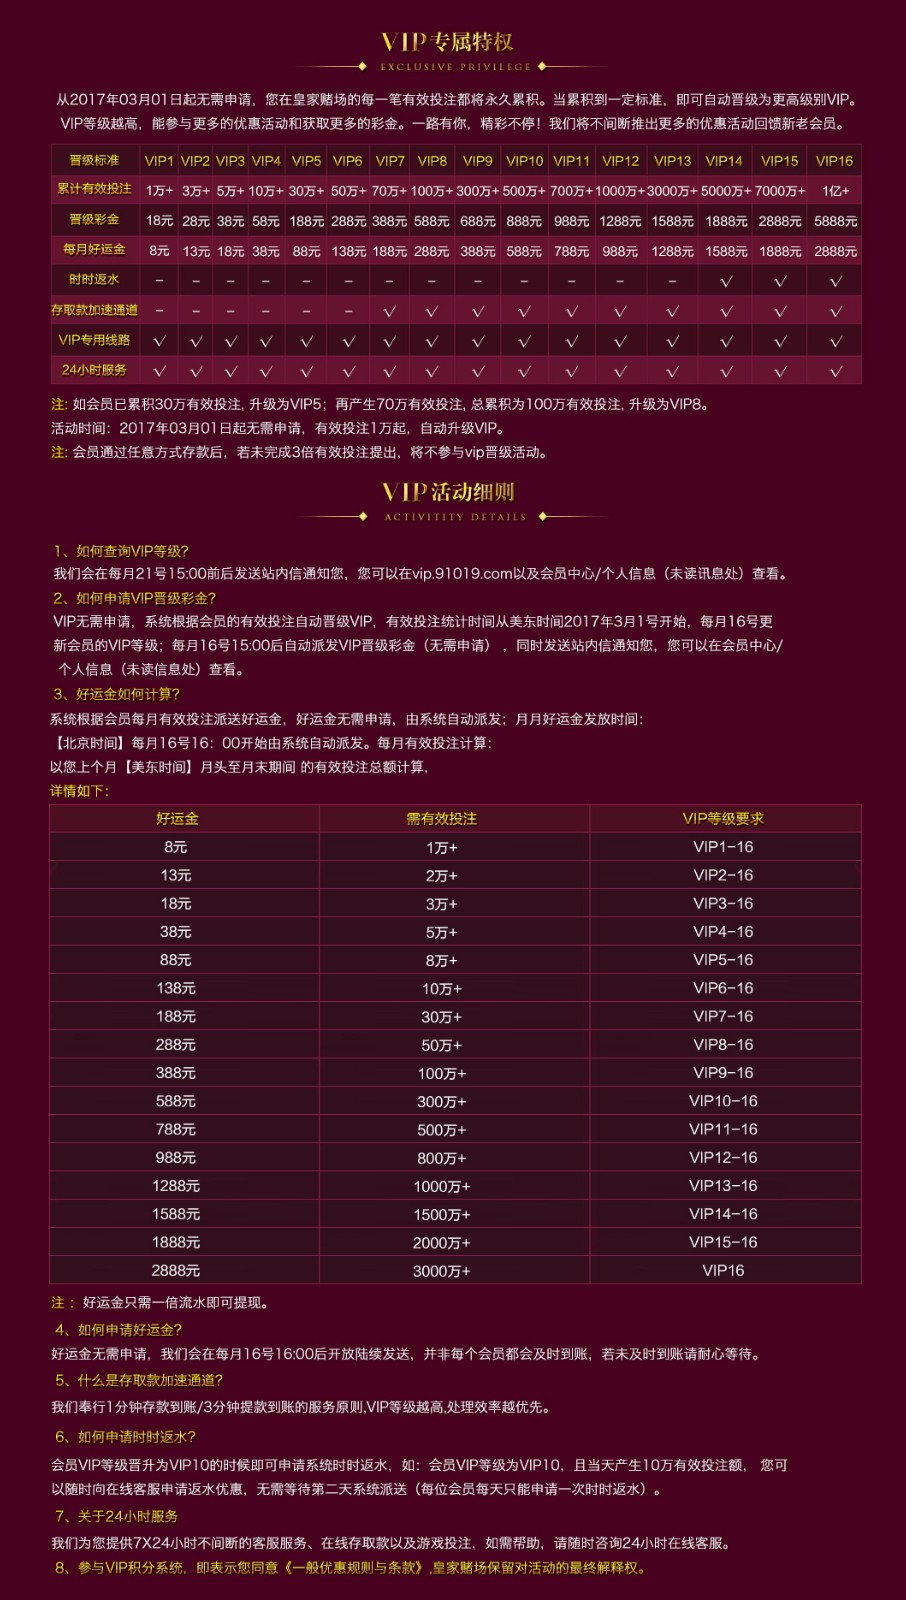 VIP专属特权
EXCLUSIVE PRIVILEGE
从2017年03月01日起无需申请，您在皇家赌场的每一笔有效投注都将永久累积。当累积到一定标准，即可自动晋级为更高级别VIP。
VIP等级越高，能参与更多的优惠活动和获取更多的彩金。一路有你，精彩不停！我们将不间断推出更多的优惠活动回馈新老会员。
晋级标准 VIP1 VIP2 VIP3 VIP4 VIP5 VIP6 VIP7 VIP8 VIP9 VIP10 VIP11 VIP12 VIP13 VIP14 VIP15 VIP16
累计有效投注 1万+ 3万+ 5万+ 10万+ 30万+ 50万+ 70万+ 100万+ 300万+ 500万+ 700万+ 1000万+ 3000万+ 5000万+ 7000万+ 1亿+
晋级彩金 18元 28元 38元 58元 188元 288元 388元 588元 688元 888元 988元 1288元 1588元 1888元 2888元 5888元
每月好运金 8元 13元 18元 38元 88元 138元 188元 288元 388元 588元 788元 988元 1288元 1588元 1888元 2888元
时时返水 – – – – – – – – – – – – – √ √ √
存取款加速通道 – – – – – – √ √ √ √ √ √ √ √ √ √
VIP专用线路 √ √ √ √ √ √ √ √ √ √ √ √ √ √ √ √
24小时服务 √ √ √ √ √ √ √ √ √ √ √ √ √ √ √ √
注: 如会员已累积30万有效投注, 升级为VIP5；再产生70万有效投注, 总累积为100万有效投注, 升级为VIP8。
活动时间：2017年03月01日起无需申请，有效投注1万起，自动升级VIP。
注: 会员通过任意方式存款后，若未完成3倍有效投注提出，将不参与vip晋级活动。
VIP活动细则
ACTIVITITY DETAILS
1、如何查询VIP等级?
我们会在每月21号15:00前后发送站内信通知您，您可以在vip.91019.com以及会员中心/个人信息（未读讯息处）查看。
2、如何申请VIP晋级彩金?
VIP无需申请，系统根据会员的有效投注自动晋级VIP，有效投注统计时间从美东时间2017年3月1号开始，每月16号更
新会员的VIP等级；每月16号15:00后自动派发VIP晋级彩金（无需申请），同时发送站内信通知您，您可以在会员中心/
个人信息（未读信息处）查看。
3、好运金如何计算?
系统根据会员每月有效投注派送好运金，好运金无需申请，由系统自动派发；月月好运金发放时间：
【北京时间】每月16号16：00开始由系统自动派发。每月有效投注计算：
以您上个月【美东时间】月头至月末期间 的有效投注总额计算，
详情如下：
好运金 需有效投注 VIP等级要求
8元 1万+ VIP1-16
13元 2万+ VIP2-16
18元 3万+ VIP3-16
38元 5万+ VIP4-16
88元 8万+ VIP5-16
138元 10万+ VIP6-16
188元 30万+ VIP7-16
288元 50万+ VIP8-16
388元 100万+ VIP9-16
588元 300万+ VIP10-16
788元 500万+ VIP11-16
988元 800万+ VIP12-16
1288元 1000万+ VIP13-16
1588元 1500万+ VIP14-16
1888元 2000万+ VIP15-16
2888元 3000万+ VIP16
注 ：好运金只需一倍流水即可提现。
4、如何申请好运金?
好运金无需申请，我们会在每月16号16:00后开放陆续发送，并非每个会员都会及时到账，若未及时到账请耐心等待。
5、什么是存取款加速通道?
我们奉行1分钟存款到账/3分钟提款到账的服务原则,VIP等级越高,处理效率越优先。
6、如何申请时时返水?
会员VIP等级晋升为VIP10的时候即可申请系统时时返水，如：会员VIP等级为VIP10，且当天产生10万有效投注额， 您可
以随时向在线客服申请返水优惠，无需等待第二天系统派送（每位会员每天只能申请一次时时返水）。
7、关于24小时服务
我们为您提供7X24小时不间断的客服服务、在线存取款以及游戏投注，如需帮助，请随时咨询24小时在线客服。
8、参与VIP积分系统，即表示您同意《一般优惠规则与条款》,皇家赌场保留对活动的最终解释权。